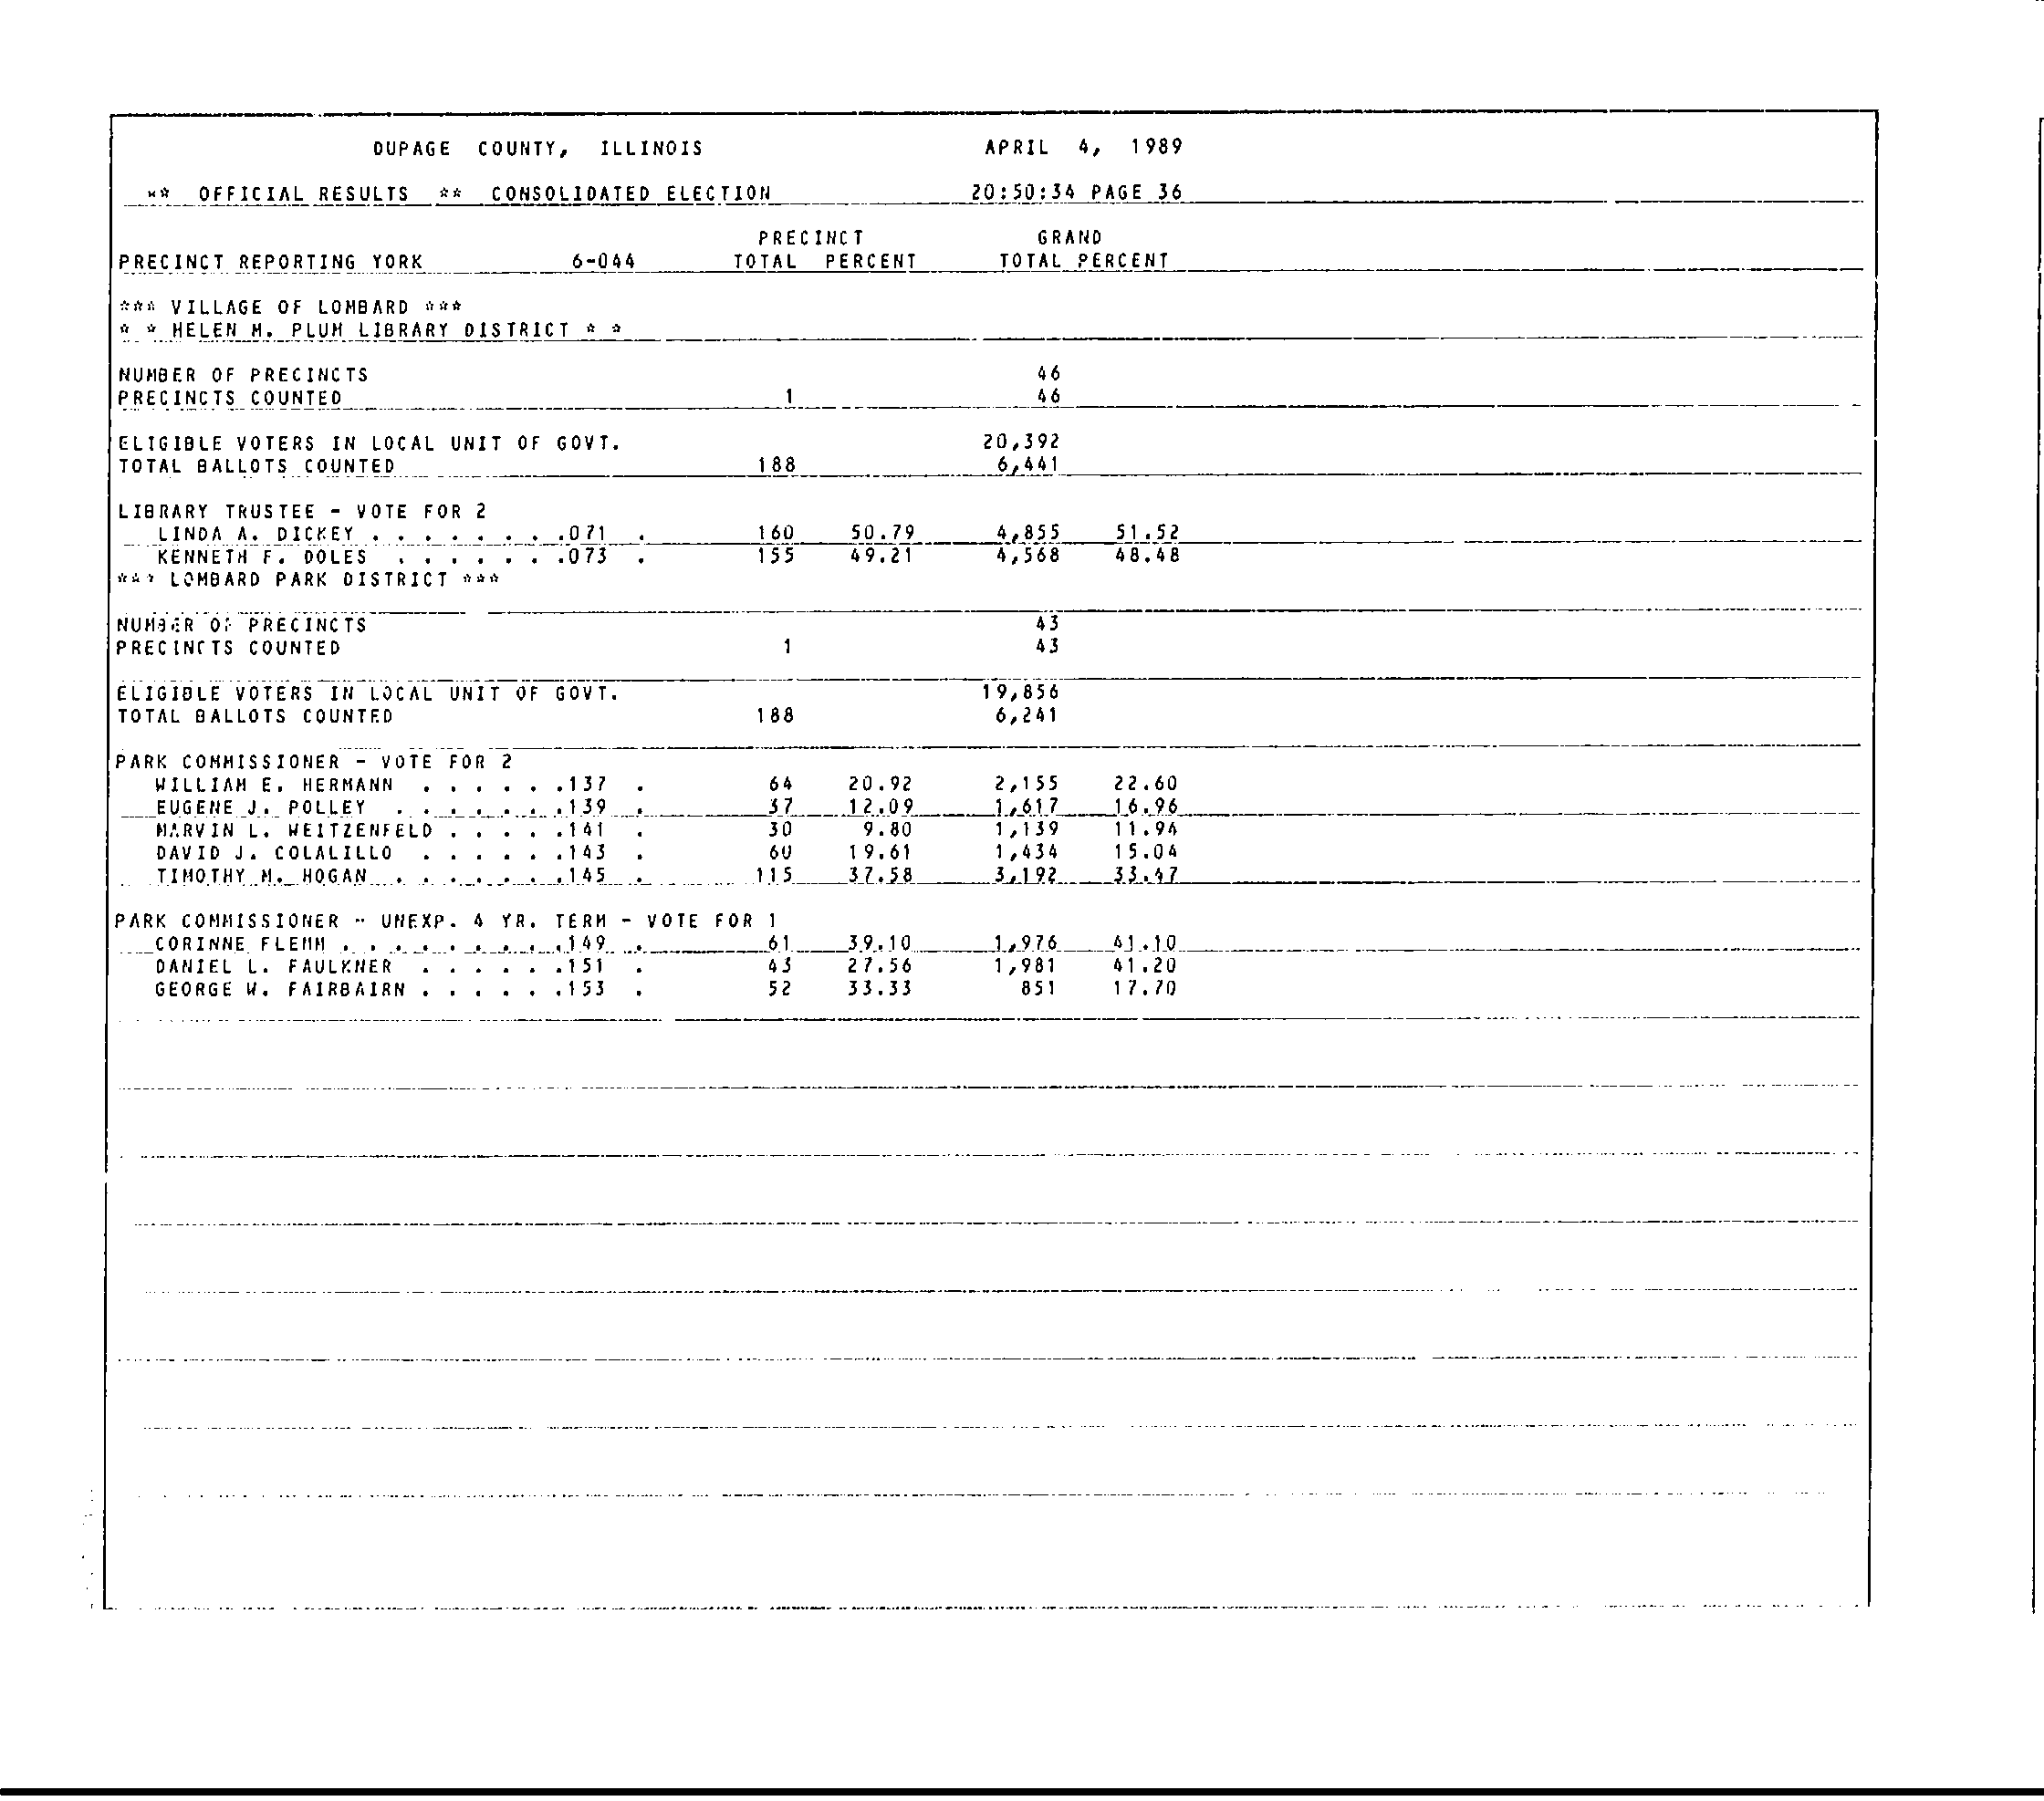 DUPAGE COUNTY, ILLINOIS APRIL 4, 1989
** OFFICIAL RESULTS ** CONSOLIDATED ELECTION 20:50:34 PAGE 36
PRECINCT GRAND
PRECINCT REPORTING YORK 6-044 TOTAL PERCENT TOTAL PERCENT
*** VILLAGE OF LOMBARD ***
* * HELEN M. PLUM LIBRARY DISTRICT * *
NUMBER OF PRECINCTS 46
PRECINCTS COUNTED 1 46
ELIGIBLE VOTERS IN LOCAL UNIT OF GOVT. 20,392
TOTAL BALLOTS COUNTED 188 6,441
LIBRARY TRUSTEE - VOTE FOR 2
LINDA A. DICKEY . . . . . . . .071 . 160 50.79 4,855 51.52
KENNETH F. DOLES . . . . . . .073 . 155 49.21 4,568 48.48
*** LOMBARD PARK DISTRICT ***
NUMBER OF PRECINCTS 43
PRECINCTS COUNTED 1 43
ELIGIBLE VOTERS IN LOCAL UNIT OF GOVT. 19,856
TOTAL BALLOTS COUNTED 188 6,241
PARK COMMISSIONER - VOTE FOR 2
WILLIAM E. HERMANN . . . . . .137 . 64 20.92 2,155 22.60
EUGENE J. POLLEY . . . . . . .139 . 37 12.09 1,617 16.96
MARVIN L. WEITZENFELD . . . . .141 . 30 9.80 1,139 11.94
DAVID J. COLALILLO . . . . . .143 . 60 19.61 1,434 15.04
TIMOTHY M. HOGAN . . . . . . .145 . 115 37.58 3,192 33.47
PARK COMMISSIONER - UNEXP. 4 YR. TERM - VOTE FOR 1
CORINNE FLEMM . . . . . . . . .149 . 61 39.10 1,976 41.10
DANIEL L. FAULKNER . . . . . .151 . 43 27.56 1,981 41.20
GEORGE W. FAIRBAIRN . . . . . .153 . 52 33.33 851 17.70